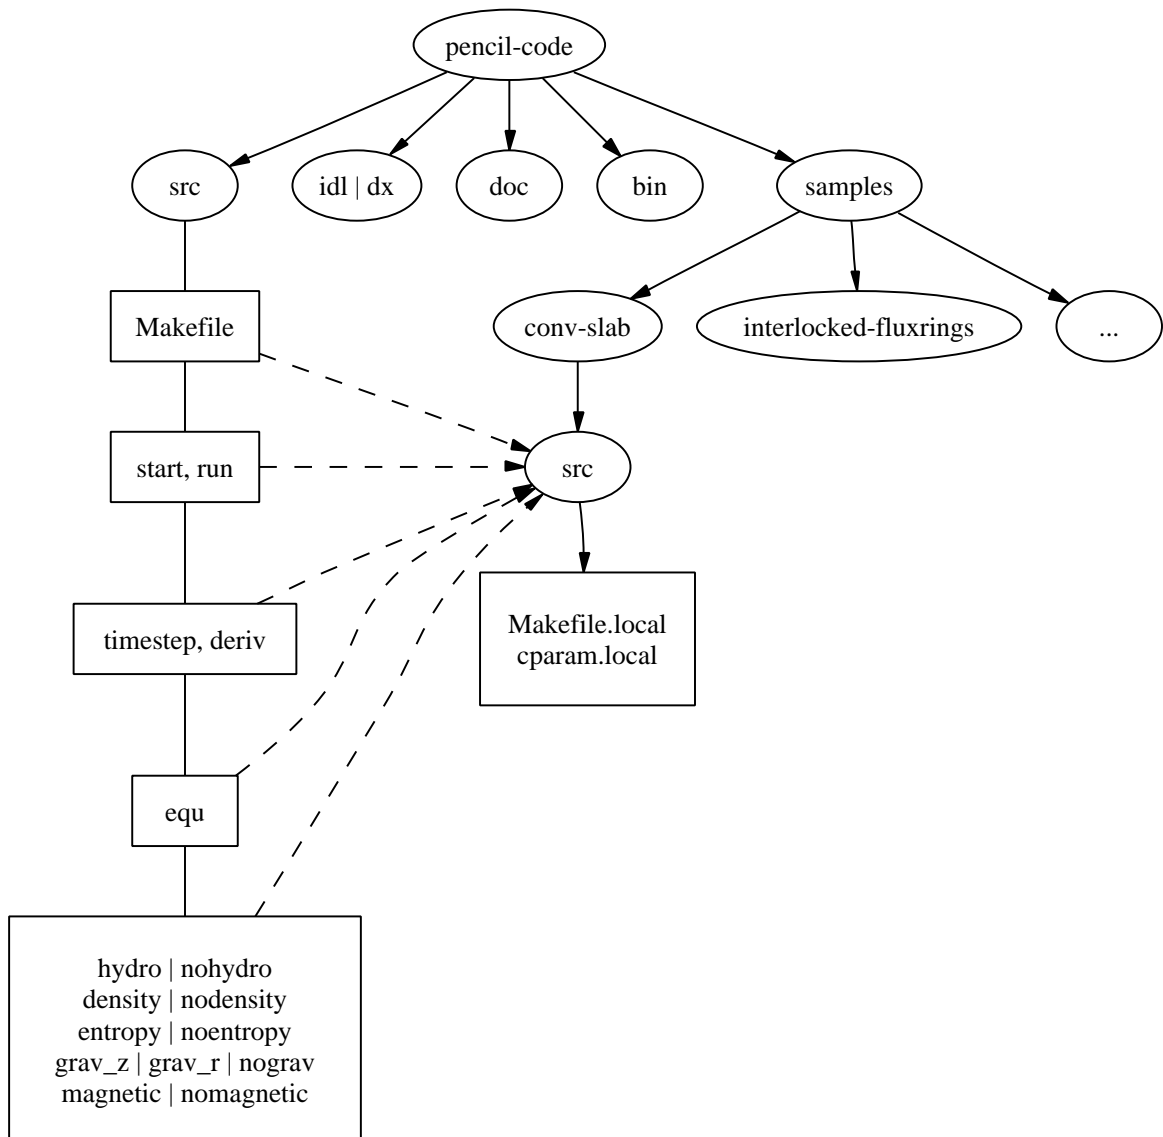 pencil-code
src
idl | dx
doc
bin
samples
Makefile
conv-slab
interlocked-fluxrings
...
start, run
src
timestep, deriv
Makefile.local
cparam.local
equ
hydro | nohydro
density | nodensity
entropy | noentropy
grav_z | grav_r | nograv
magnetic | nomagnetic